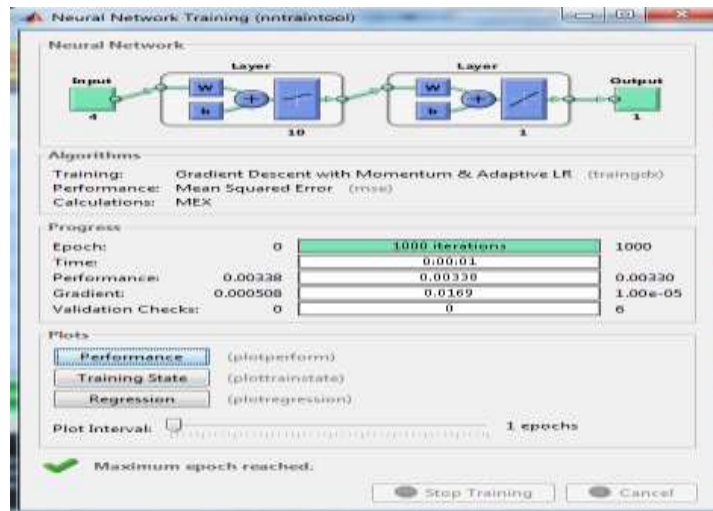 Neural Network Training (nntraintool)
Neural Network
Layer Layer
Input W W Output
b b
4 10 1 1
Algorithms
Training: Gradient Descent with Momentum & Adaptive LR (traingdx)
Performance: Mean Squared Error (mse)
Calculations: MEX
Progress
Epoch: 0 1000 iterations 1000
Time: 0:00:01
Performance: 0.00338 0.00330 0.00330
Gradient: 0.000508 0.0169 1.00e-05
Validation Checks: 0 0 6
Plots
Performance (plotperform)
Training State (plottrainstate)
Regression (plotregression)
Plot Interval: 1 epochs
Maximum epoch reached.
Stop Training Cancel